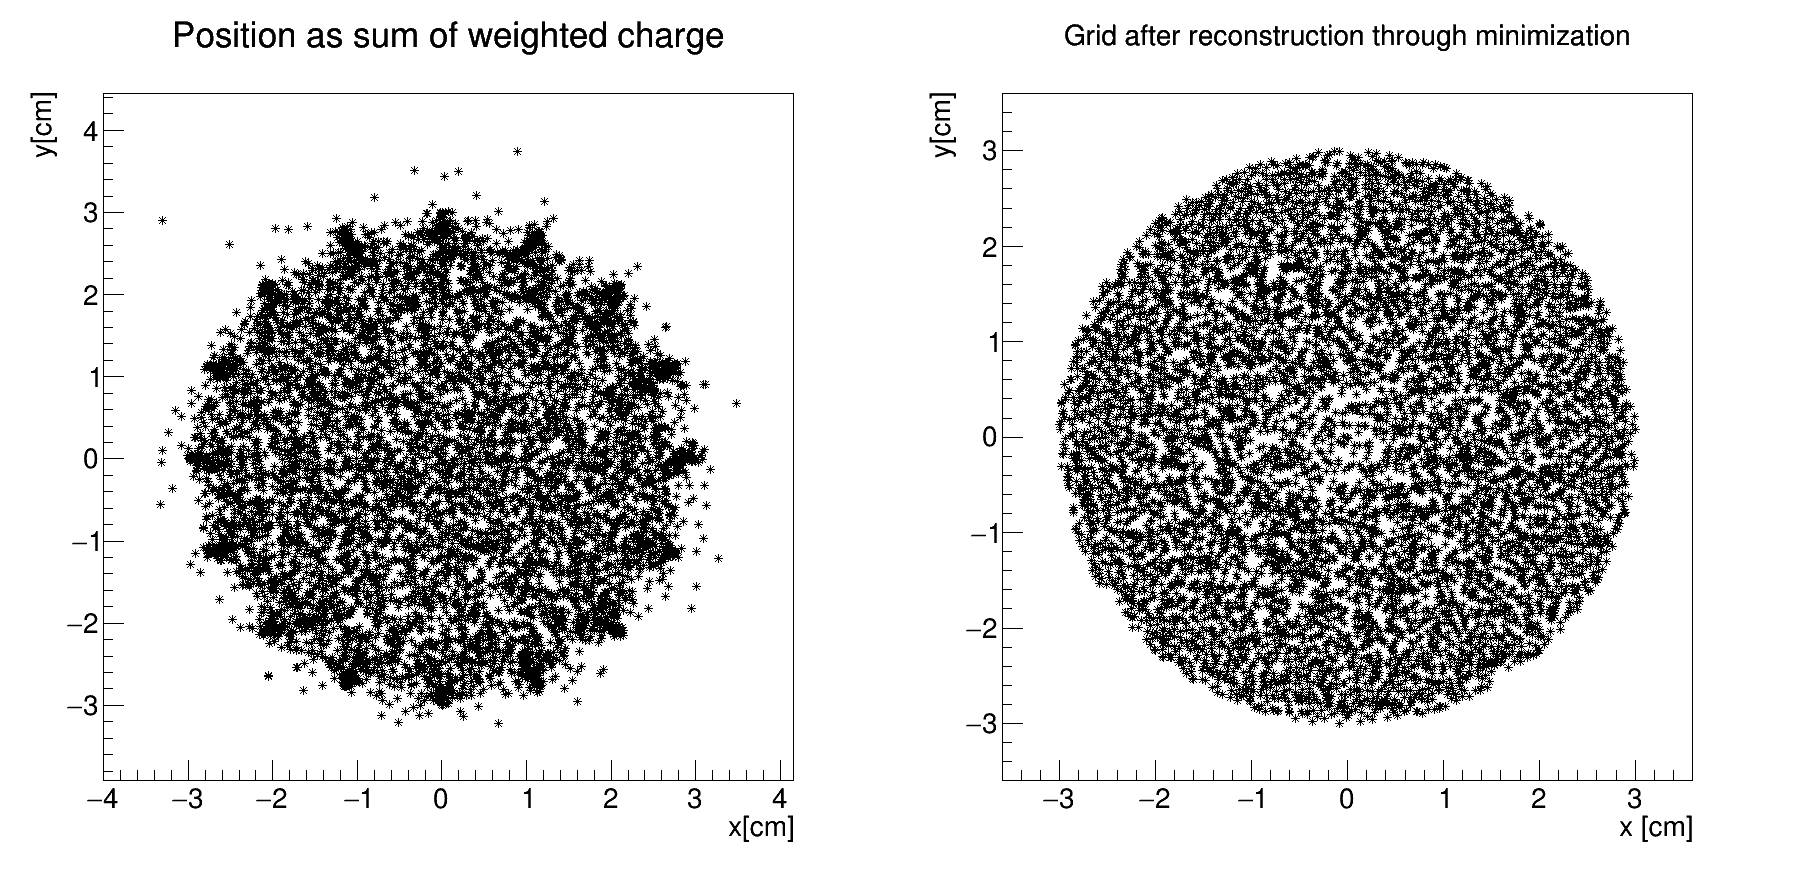 Position as sum of weighted charge
y[cm]
4
3
2
1
0
−1
−2
−3
−4 −3 −2 −1 0 1 2 3 4
x[cm]
Grid after reconstruction through minimization
y[cm]
3
2
1
0
−1
−2
−3
−3 −2 −1 0 1 2 3
x [cm]